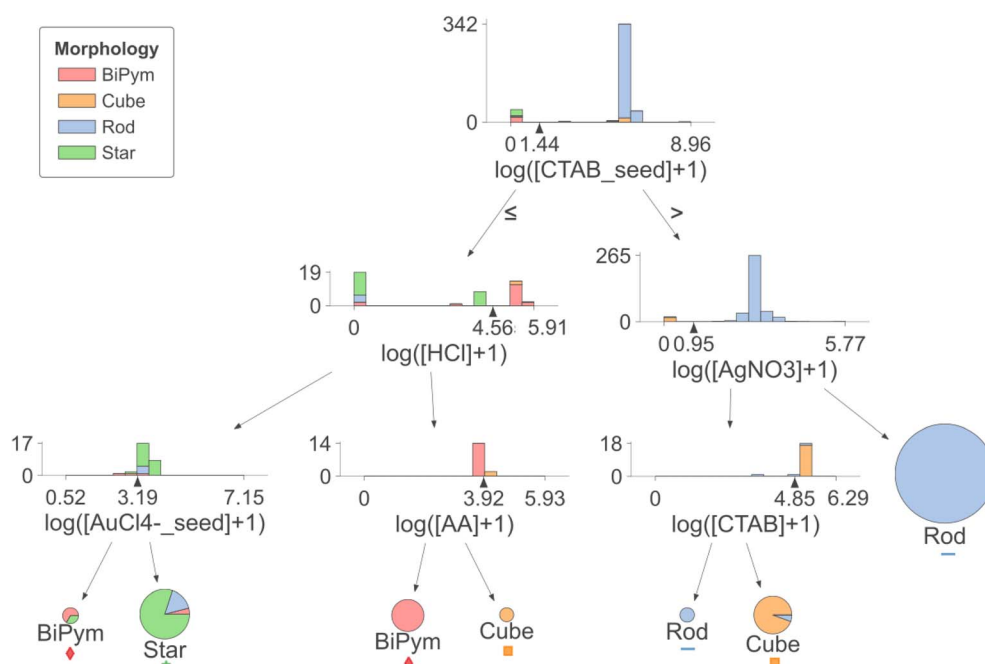 Morphology
BiPym
Cube
Rod
Star
342
0
0 1.44 8.96
log([CTAB_seed]+1)
≤ >
19
0
0 4.56 5.91
log([HCl]+1)
265
0
0 0.95 5.77
log([AgNO3]+1)
17
0
0.52 3.19 7.15
log([AuCl4-_seed]+1)
14
0
0 3.92 5.93
log([AA]+1)
18
0
0 4.85 6.29
log([CTAB]+1)
Rod
BiPym
Star
BiPym
Cube
Rod
Cube